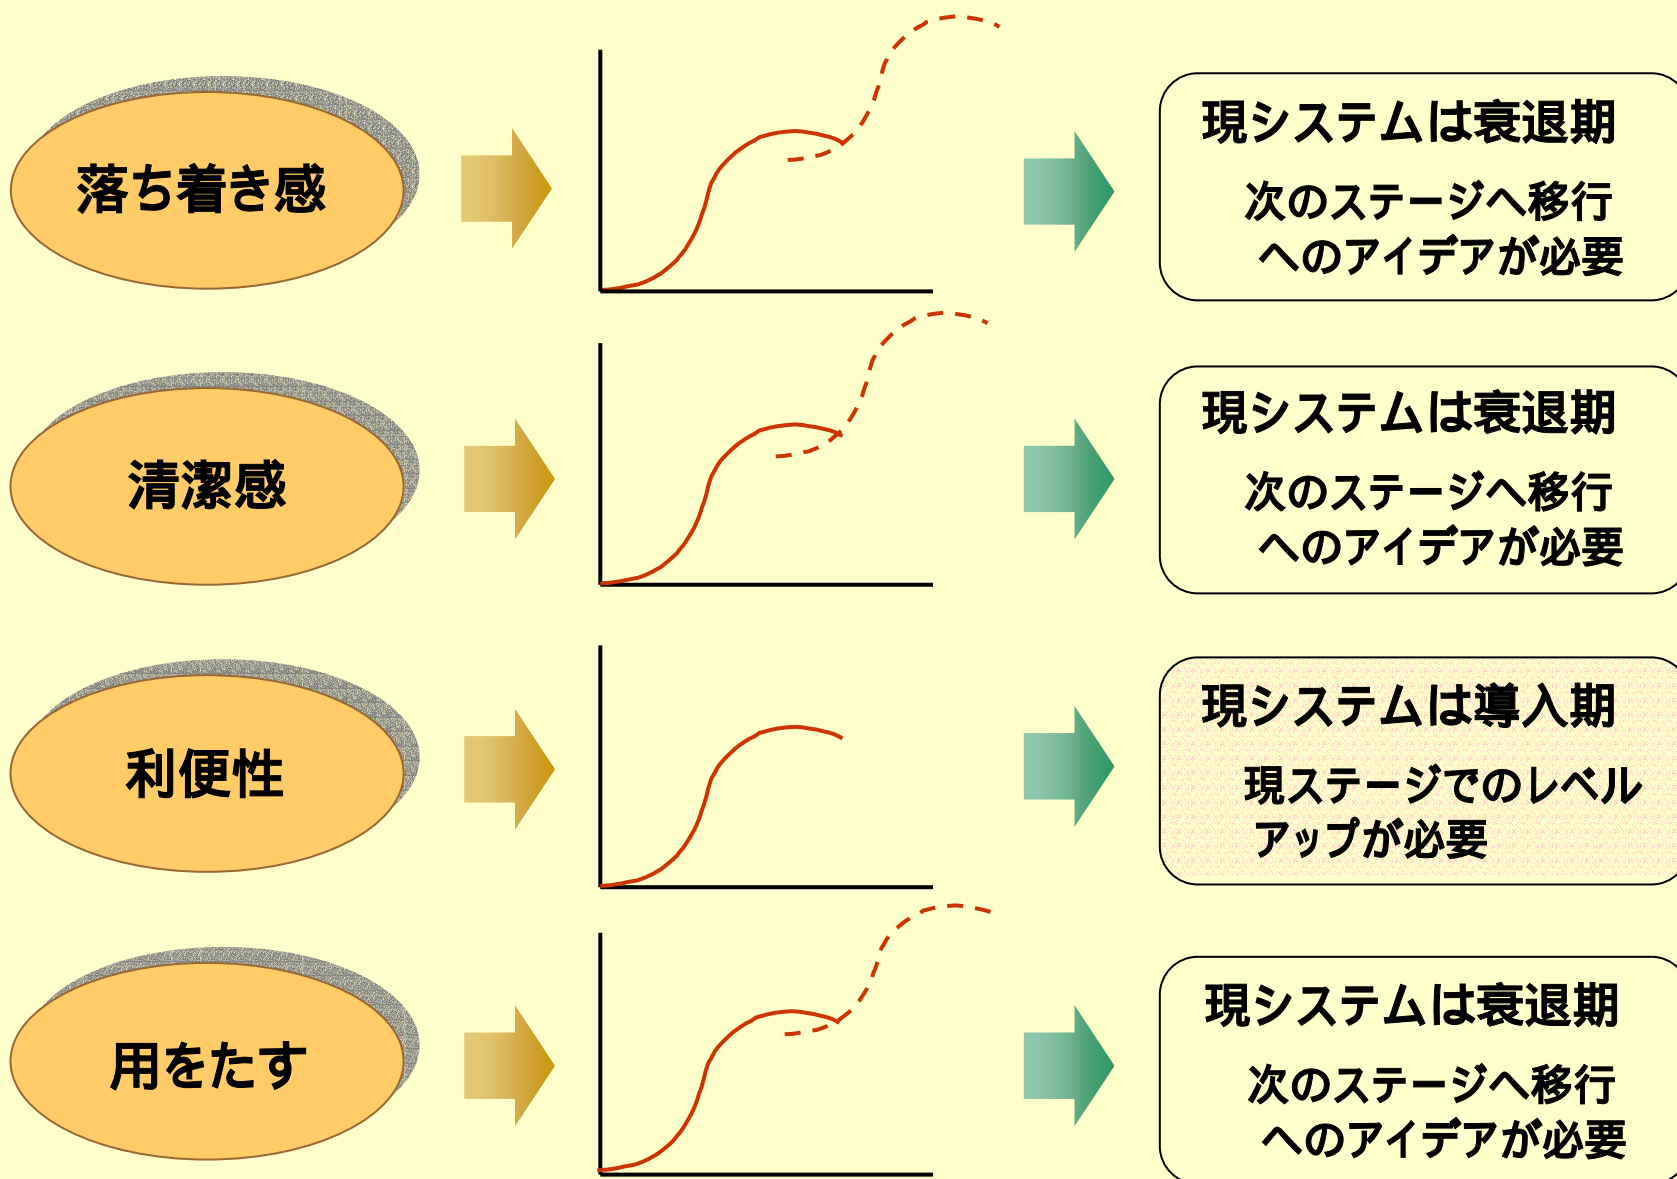 落ち着き感
現システムは衰退期
次のステージへ移行
へのアイデアが必要
清潔感
現システムは衰退期
次のステージへ移行
へのアイデアが必要
利便性
現システムは導入期
現ステージでのレベル
アップが必要
用をたす
現システムは衰退期
次のステージへ移行
へのアイデアが必要